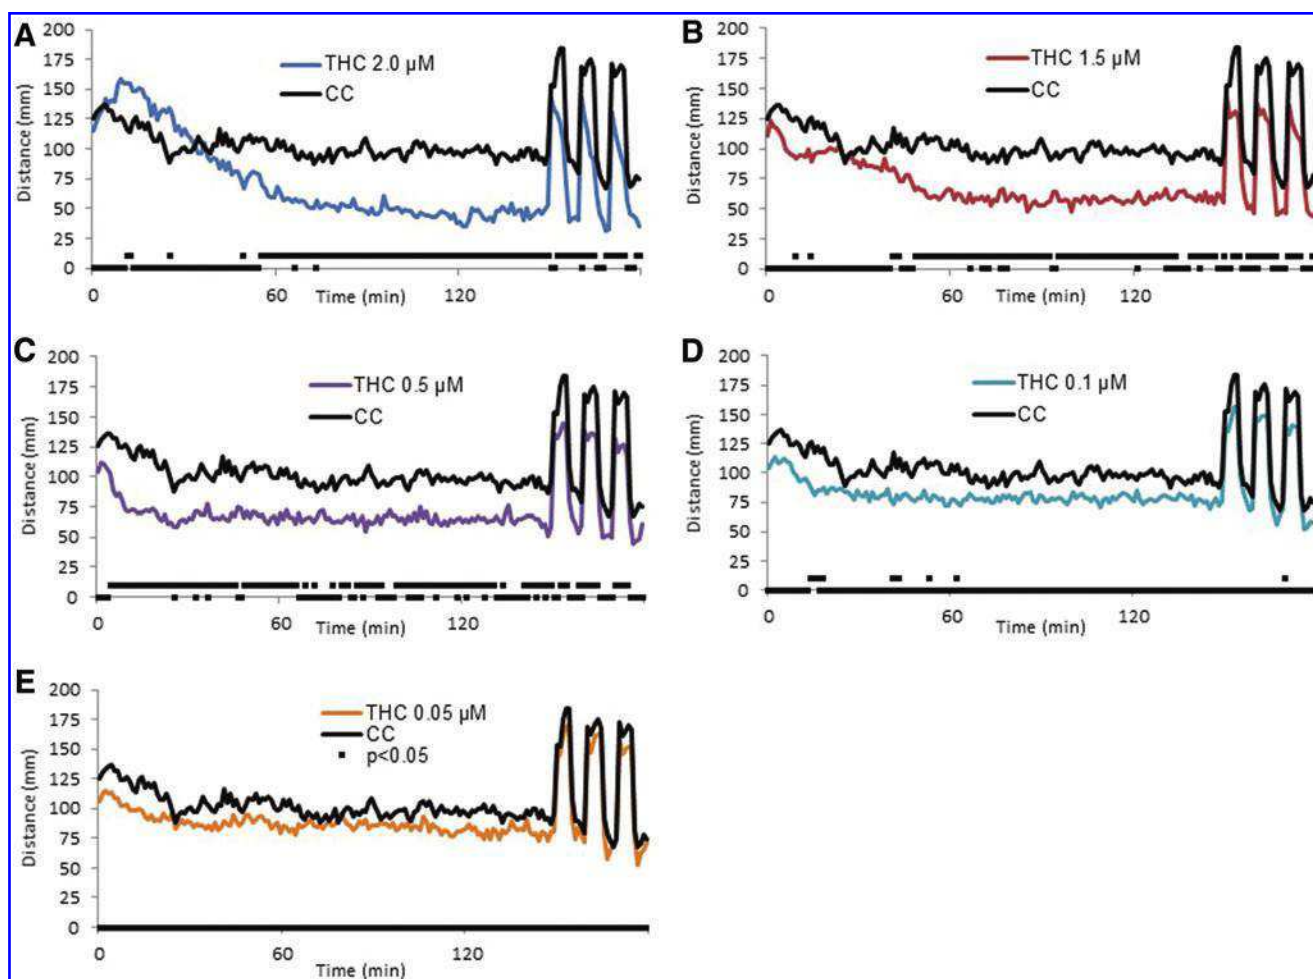 A
200
175
150
125
100
75
50
25
0
Distance (mm)
THC 2.0 µM
CC
0 60 120
Time (min)
B
200
175
150
125
100
75
50
25
0
Distance (mm)
THC 1.5 µM
CC
0 60 120
Time (min)
C
200
175
150
125
100
75
50
25
0
Distance (mm)
THC 0.5 µM
CC
0 60 120
Time (min)
D
200
175
150
125
100
75
50
25
0
Distance (mm)
THC 0.1 µM
CC
0 60 120
Time (min)
E
200
175
150
125
100
75
50
25
0
Distance (mm)
THC 0.05 µM
CC
p<0.05
0 60 120
Time (min)